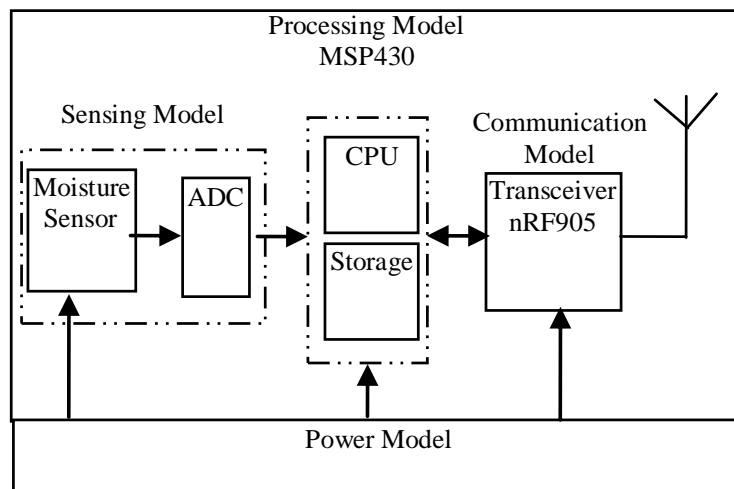 Processing Model
MSP430
Sensing Model
Communication
Model
Moisture
Sensor
ADC
CPU
Storage
Transceiver
nRF905
Power Model